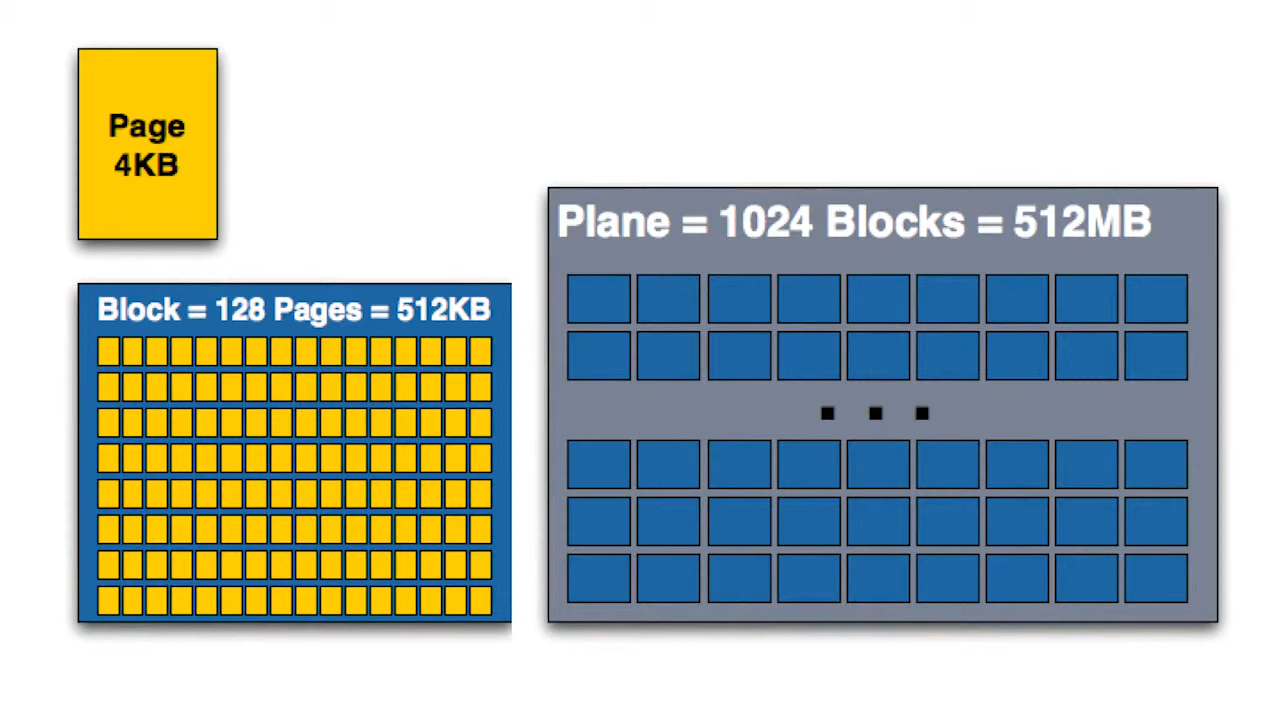 Page
4KB
Block = 128 Pages = 512KB
Plane = 1024 Blocks = 512MB